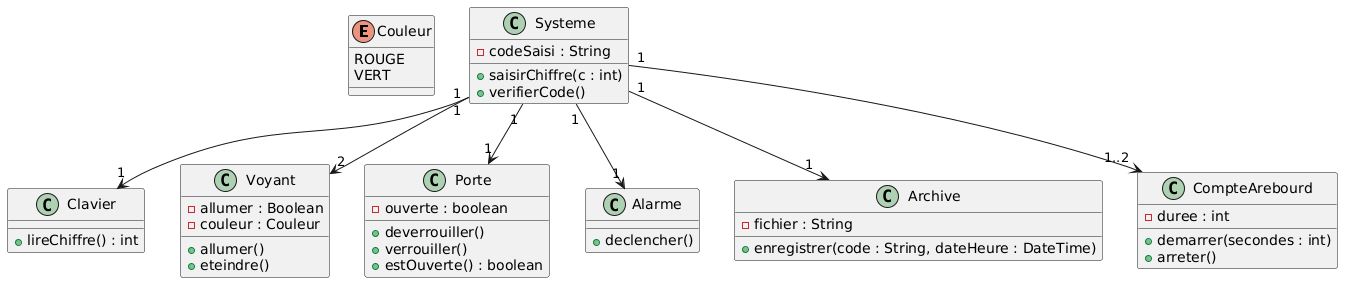 E Couleur
ROUGE
VERT
C Systeme
codeSaisi : String
saisirChiffre(c : int)
verifierCode()
1
1
1
1
1
1
1
2
1
1
1
1..2
C Clavier
lireChiffre() : int
C Voyant
allumer : Boolean
couleur : Couleur
allumer()
eteindre()
C Porte
ouverte : boolean
deverrouiller()
verrouiller()
estOuverte() : boolean
C Alarme
declencher()
C Archive
fichier : String
enregistrer(code : String, dateHeure : DateTime)
C CompteArebourd
duree : int
demarrer(secondes : int)
arreter()